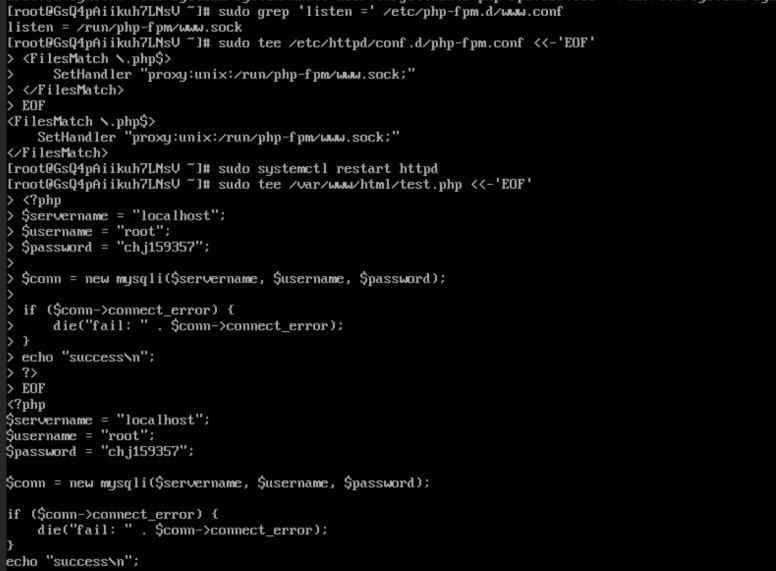 [root@GsQ4pAiikuh7LNsV ~]# sudo grep 'listen =' /etc/php-fpm.d/www.conf
listen = /run/php-fpm/www.sock
[root@GsQ4pAiikuh7LNsV ~]# sudo tee /etc/httpd/conf.d/php-fpm.conf <<-'EOF'
> <FilesMatch \.php$>
>     SetHandler "proxy:unix:/run/php-fpm/www.sock;"
> </FilesMatch>
> EOF
<FilesMatch \.php$>
    SetHandler "proxy:unix:/run/php-fpm/www.sock;"
</FilesMatch>
[root@GsQ4pAiikuh7LNsV ~]# sudo systemctl restart httpd
[root@GsQ4pAiikuh7LNsV ~]# sudo tee /var/www/html/test.php <<-'EOF'
> <?php
> $servername = "localhost";
> $username = "root";
> $password = "chj159357";
>
> $conn = new mysqli($servername, $username, $password);
>
> if ($conn->connect_error) {
>     die("fail: " . $conn->connect_error);
> }
> echo "success\n";
> ?>
> EOF
<?php
$servername = "localhost";
$username = "root";
$password = "chj159357";

$conn = new mysqli($servername, $username, $password);

if ($conn->connect_error) {
    die("fail: " . $conn->connect_error);
}
echo "success\n";